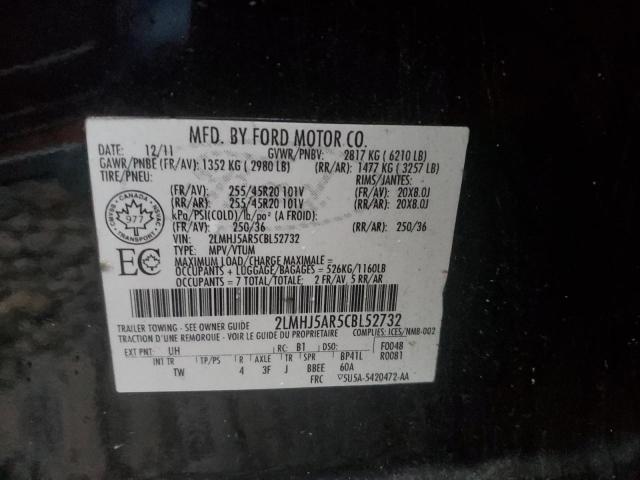 MFD. BY FORD MOTOR CO.
DATE: 12/11 GVWR/PNBV: 2817 KG ( 6210 LB)
GAWR/PNBE (FR/AV): 1352 KG ( 2980 LB) (RR/AR): 1477 KG ( 3257 LB)
TIRE/PNEU: RIMS/JANTES:
(FR/AV): 255/45R20 101V (FR/AV): 20X8.0J
(RR/AR): 255/45R20 101V (RR/AR): 20X8.0J
kPa/PSI(COLD)/lb/po² (A FROID):
(FR/AV): 250/36 (RR/AR): 250/36
VIN: 2LMHJ5AR5CBL52732
TYPE: MPV/VTUM
MAXIMUM LOAD/CHARGE MAXIMALE =
OCCUPANTS + LUGGAGE/BAGAGES = 526KG/1160LB
OCCUPANTS = 7 TOTAL/TOTALE: 2 FR/AV, 5 RR/AR
CANADA
977
TRANSPORT
EC
2LMHJ5AR5CBL52732
TRAILER TOWING - SEE OWNER GUIDE
TRACTION D'UNE REMORQUE - VOIR LE GUIDE DU PROPRIETAIRE
COMPLIES: ICES/NMB-002
EXT PNT: UH RC: B1 DSO: F0048
INT TR TP/PS R AXLE TR SPR BP41L R0081
TW 4 3F J BBEE 60A
FRC 5U5A-5420472-AA